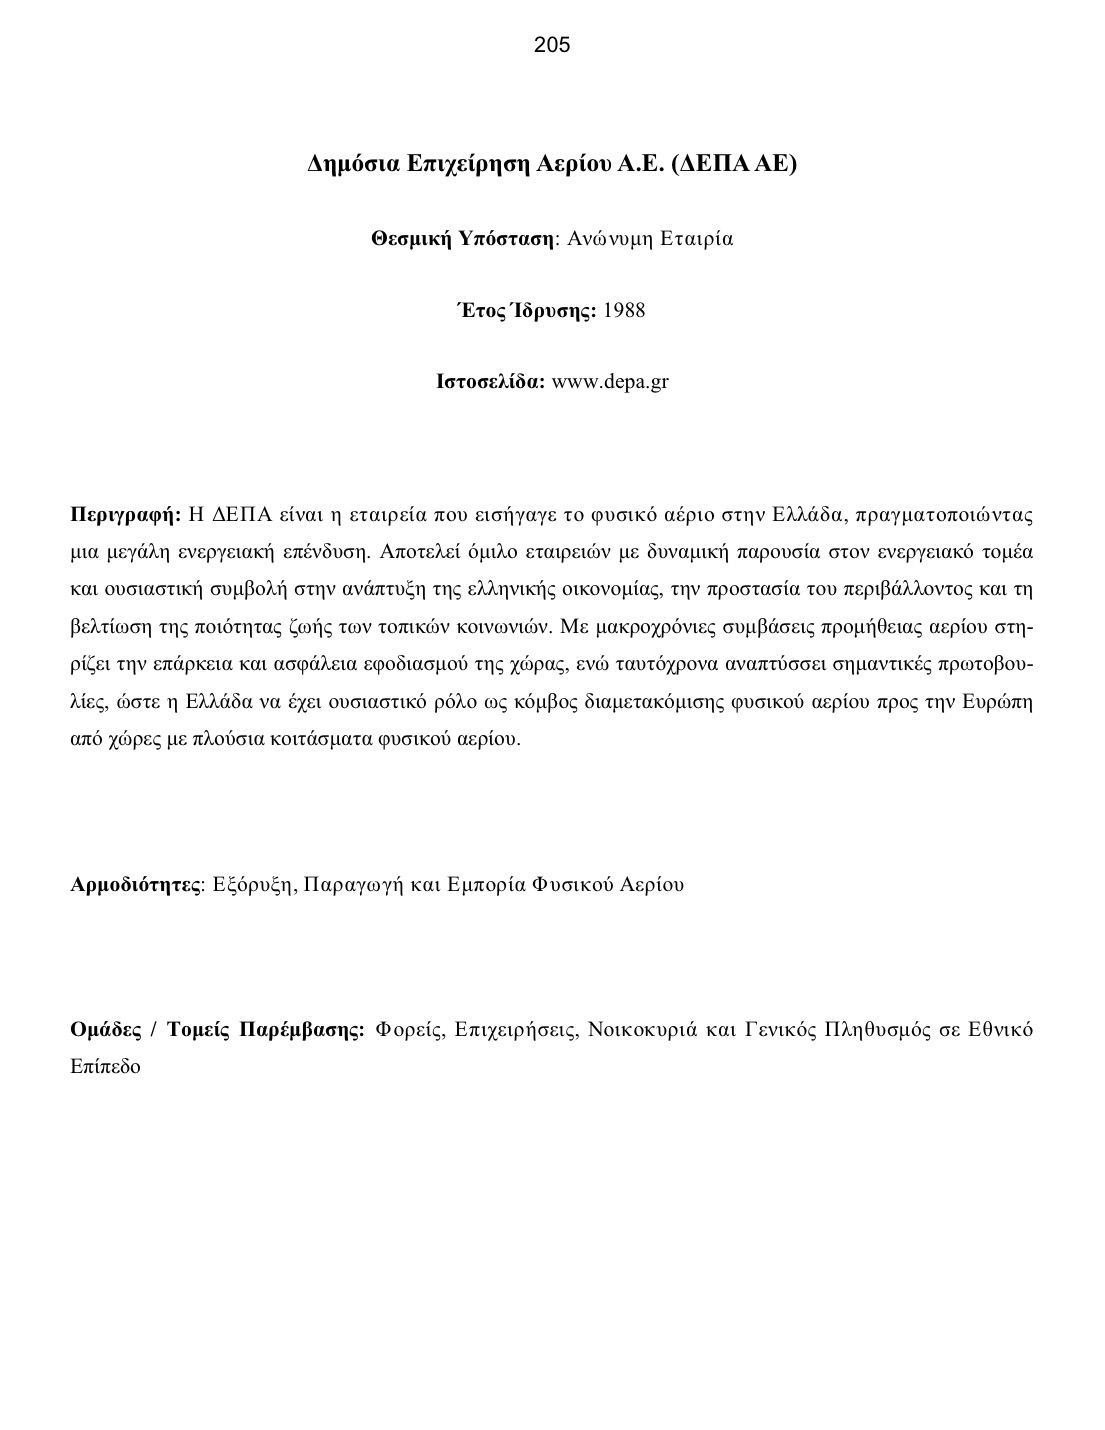 205
Δημόσια Επιχείρηση Αερίου Α.Ε. (ΔΕΠΑ ΑΕ)
Θεσμική Υπόσταση: Ανώνυμη Εταιρία
Έτος Ίδρυσης: 1988
Ιστοσελίδα: www.depa.gr
Περιγραφή: Η ΔΕΠΑ είναι η εταιρεία που εισήγαγε το φυσικό αέριο στην Ελλάδα, πραγματοποιώντας
μια μεγάλη ενεργειακή επένδυση. Αποτελεί όμιλο εταιρειών με δυναμική παρουσία στον ενεργειακό τομέα
και ουσιαστική συμβολή στην ανάπτυξη της ελληνικής οικονομίας, την προστασία του περιβάλλοντος και τη
βελτίωση της ποιότητας ζωής των τοπικών κοινωνιών. Με μακροχρόνιες συμβάσεις προμήθειας αερίου στη-
ρίζει την επάρκεια και ασφάλεια εφοδιασμού της χώρας, ενώ ταυτόχρονα αναπτύσσει σημαντικές πρωτοβου-
λίες, ώστε η Ελλάδα να έχει ουσιαστικό ρόλο ως κόμβος διαμετακόμισης φυσικού αερίου προς την Ευρώπη
από χώρες με πλούσια κοιτάσματα φυσικού αερίου.
Αρμοδιότητες: Εξόρυξη, Παραγωγή και Εμπορία Φυσικού Αερίου
Ομάδες / Τομείς Παρέμβασης: Φορείς, Επιχειρήσεις, Νοικοκυριά και Γενικός Πληθυσμός σε Εθνικό
Επίπεδο